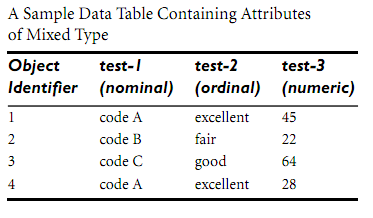 A Sample Data Table Containing Attributes
of Mixed Type
Object test-1 test-2 test-3
Identifier (nominal) (ordinal) (numeric)
1 code A excellent 45
2 code B fair 22
3 code C good 64
4 code A excellent 28